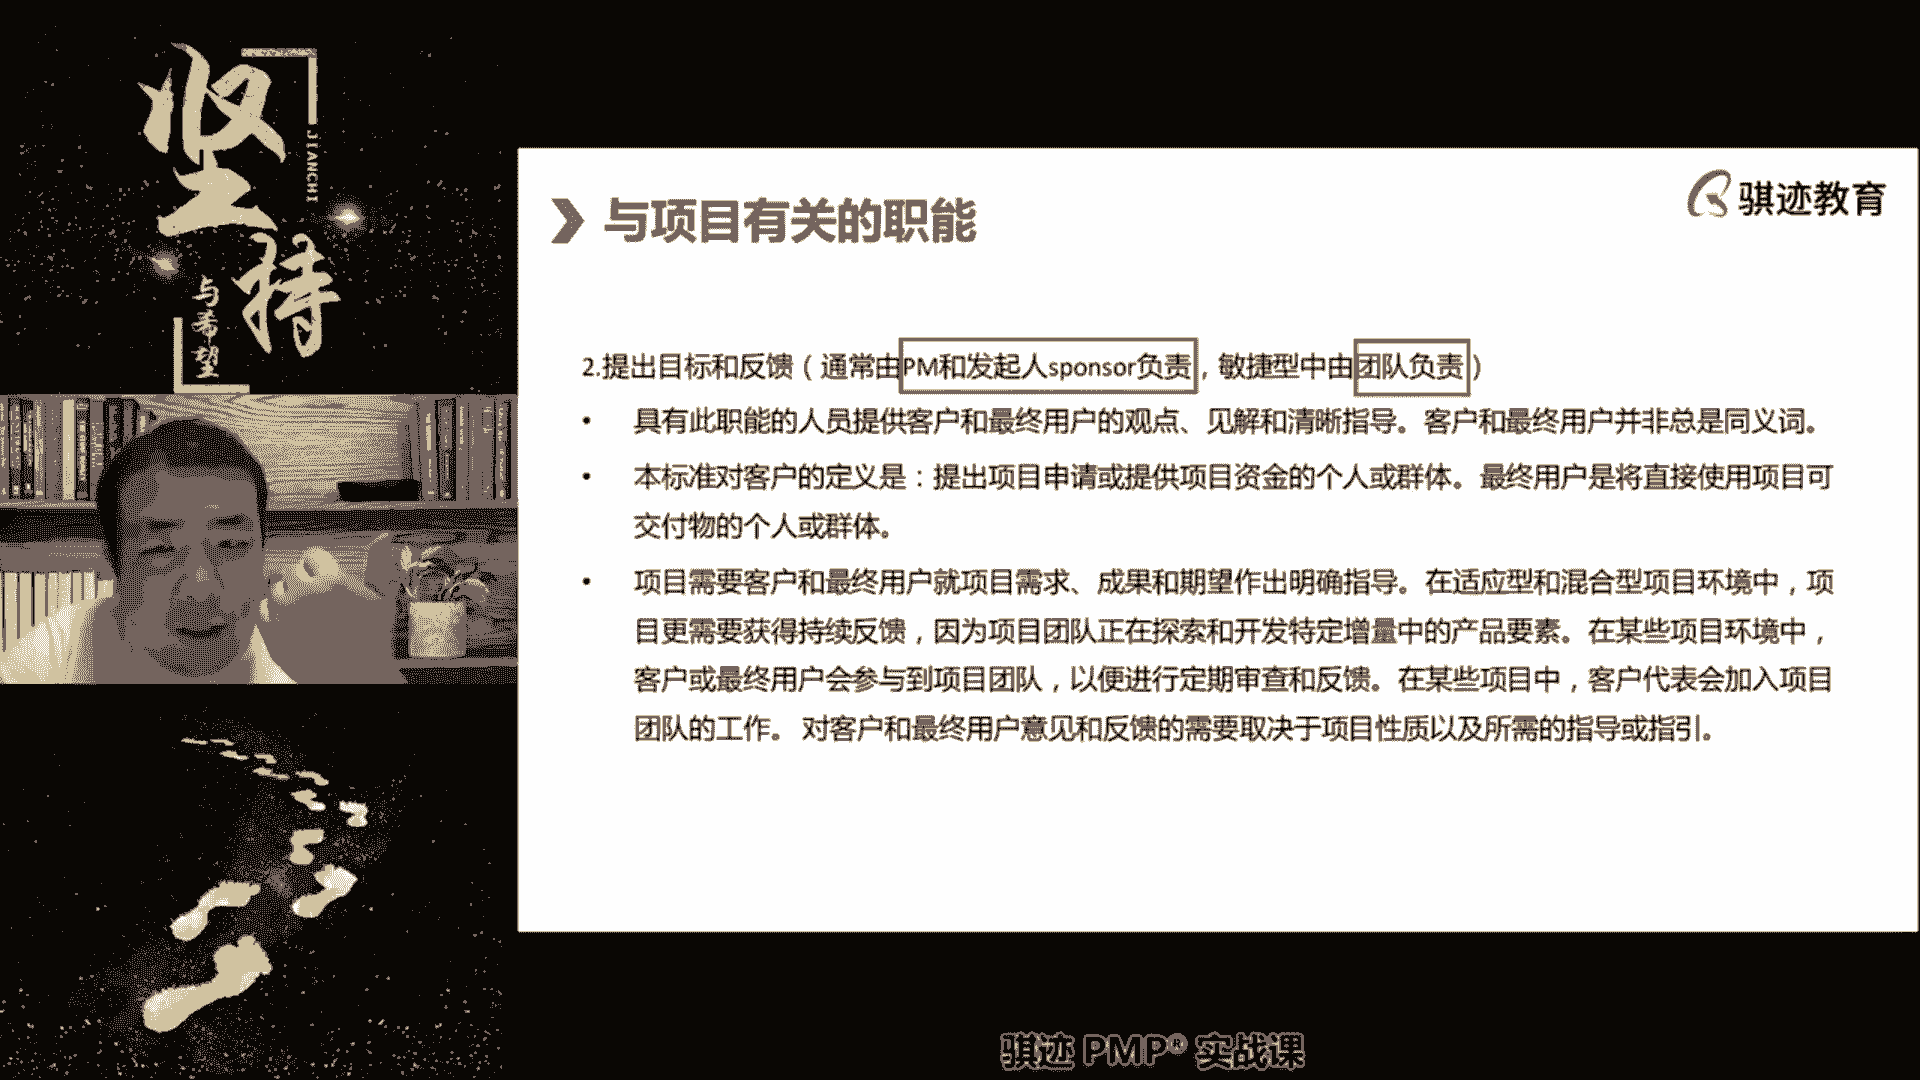 坚持
JIANCHI
与希望
骐迹教育
与项目有关的职能
2.提出目标和反馈（通常由PM和发起人sponsor负责，敏捷型中由团队负责）
• 具有此职能的人员提供客户和最终用户的观点、见解和清晰指导。客户和最终用户并非总是同义词。
• 本标准对客户的定义是：提出项目申请或提供项目资金的个人或群体。最终用户是将直接使用项目可
交付物的个人或群体。
• 项目需要客户和最终用户就项目需求、成果和期望作出明确指导。在适应型和混合型项目环境中，项
目更需要获得持续反馈，因为项目团队正在探索和开发特定增量中的产品要素。在某些项目环境中，
客户或最终用户会参与到项目团队，以便进行定期审查和反馈。在某些项目中，客户代表会加入项目
团队的工作。 对客户和最终用户意见和反馈的需要取决于项目性质以及所需的指导或指引。
骐迹 PMP® 实战课